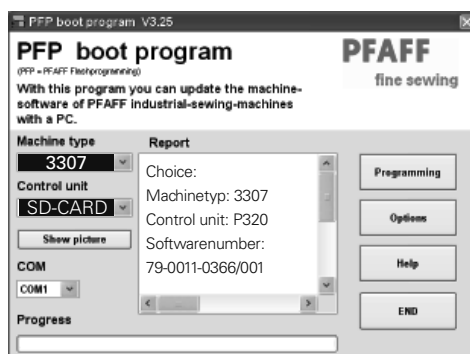 PFP boot program V3.25
PFP boot program
(PFP = PFAFF Flashprogramming)
With this program you can update the machine-
software of PFAFF industrial-sewing-machines
with a PC.
PFAFF
fine sewing
Machine type
3307
Control unit
SD-CARD
Show picture
COM
COM1
Progress
Report
Choice:
Machinetyp: 3307
Control unit: P320
Softwarenumber:
79-0011-0366/001
Programming
Options
Help
END